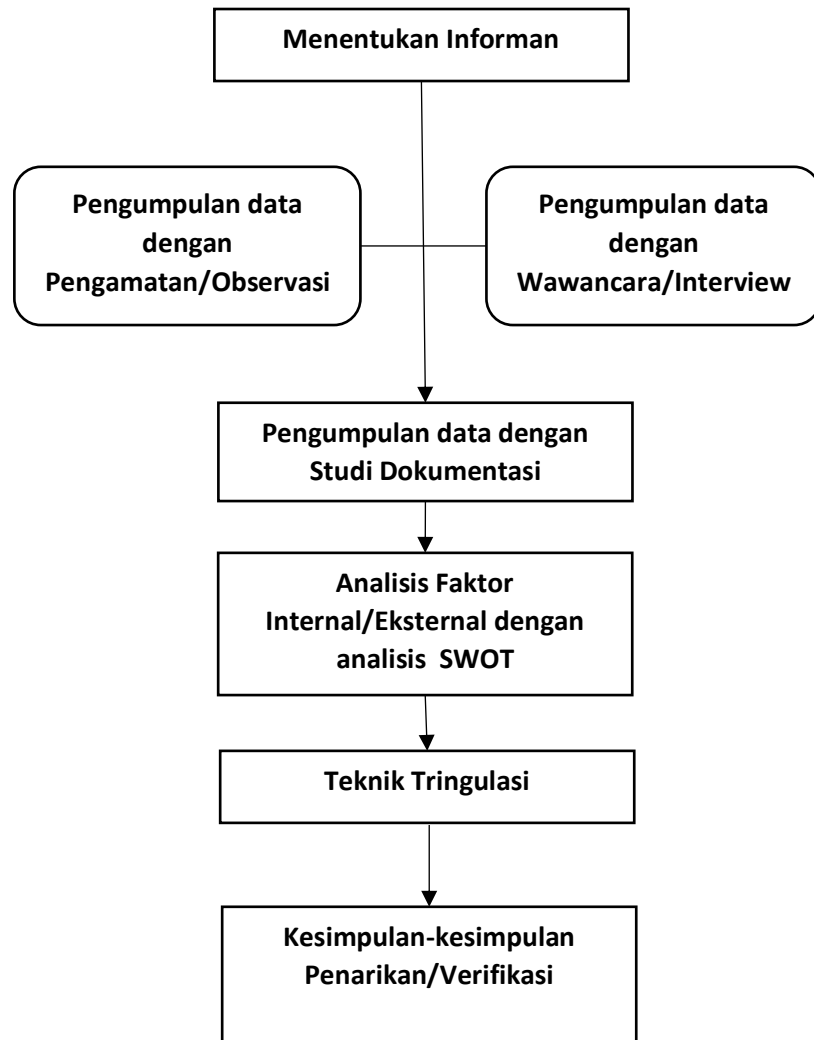 Menentukan Informan
Pengumpulan data
dengan
Pengamatan/Observasi
Pengumpulan data
dengan
Wawancara/Interview
Pengumpulan data dengan
Studi Dokumentasi
Analisis Faktor
Internal/Eksternal dengan
analisis SWOT
Teknik Tringulasi
Kesimpulan-kesimpulan
Penarikan/Verifikasi